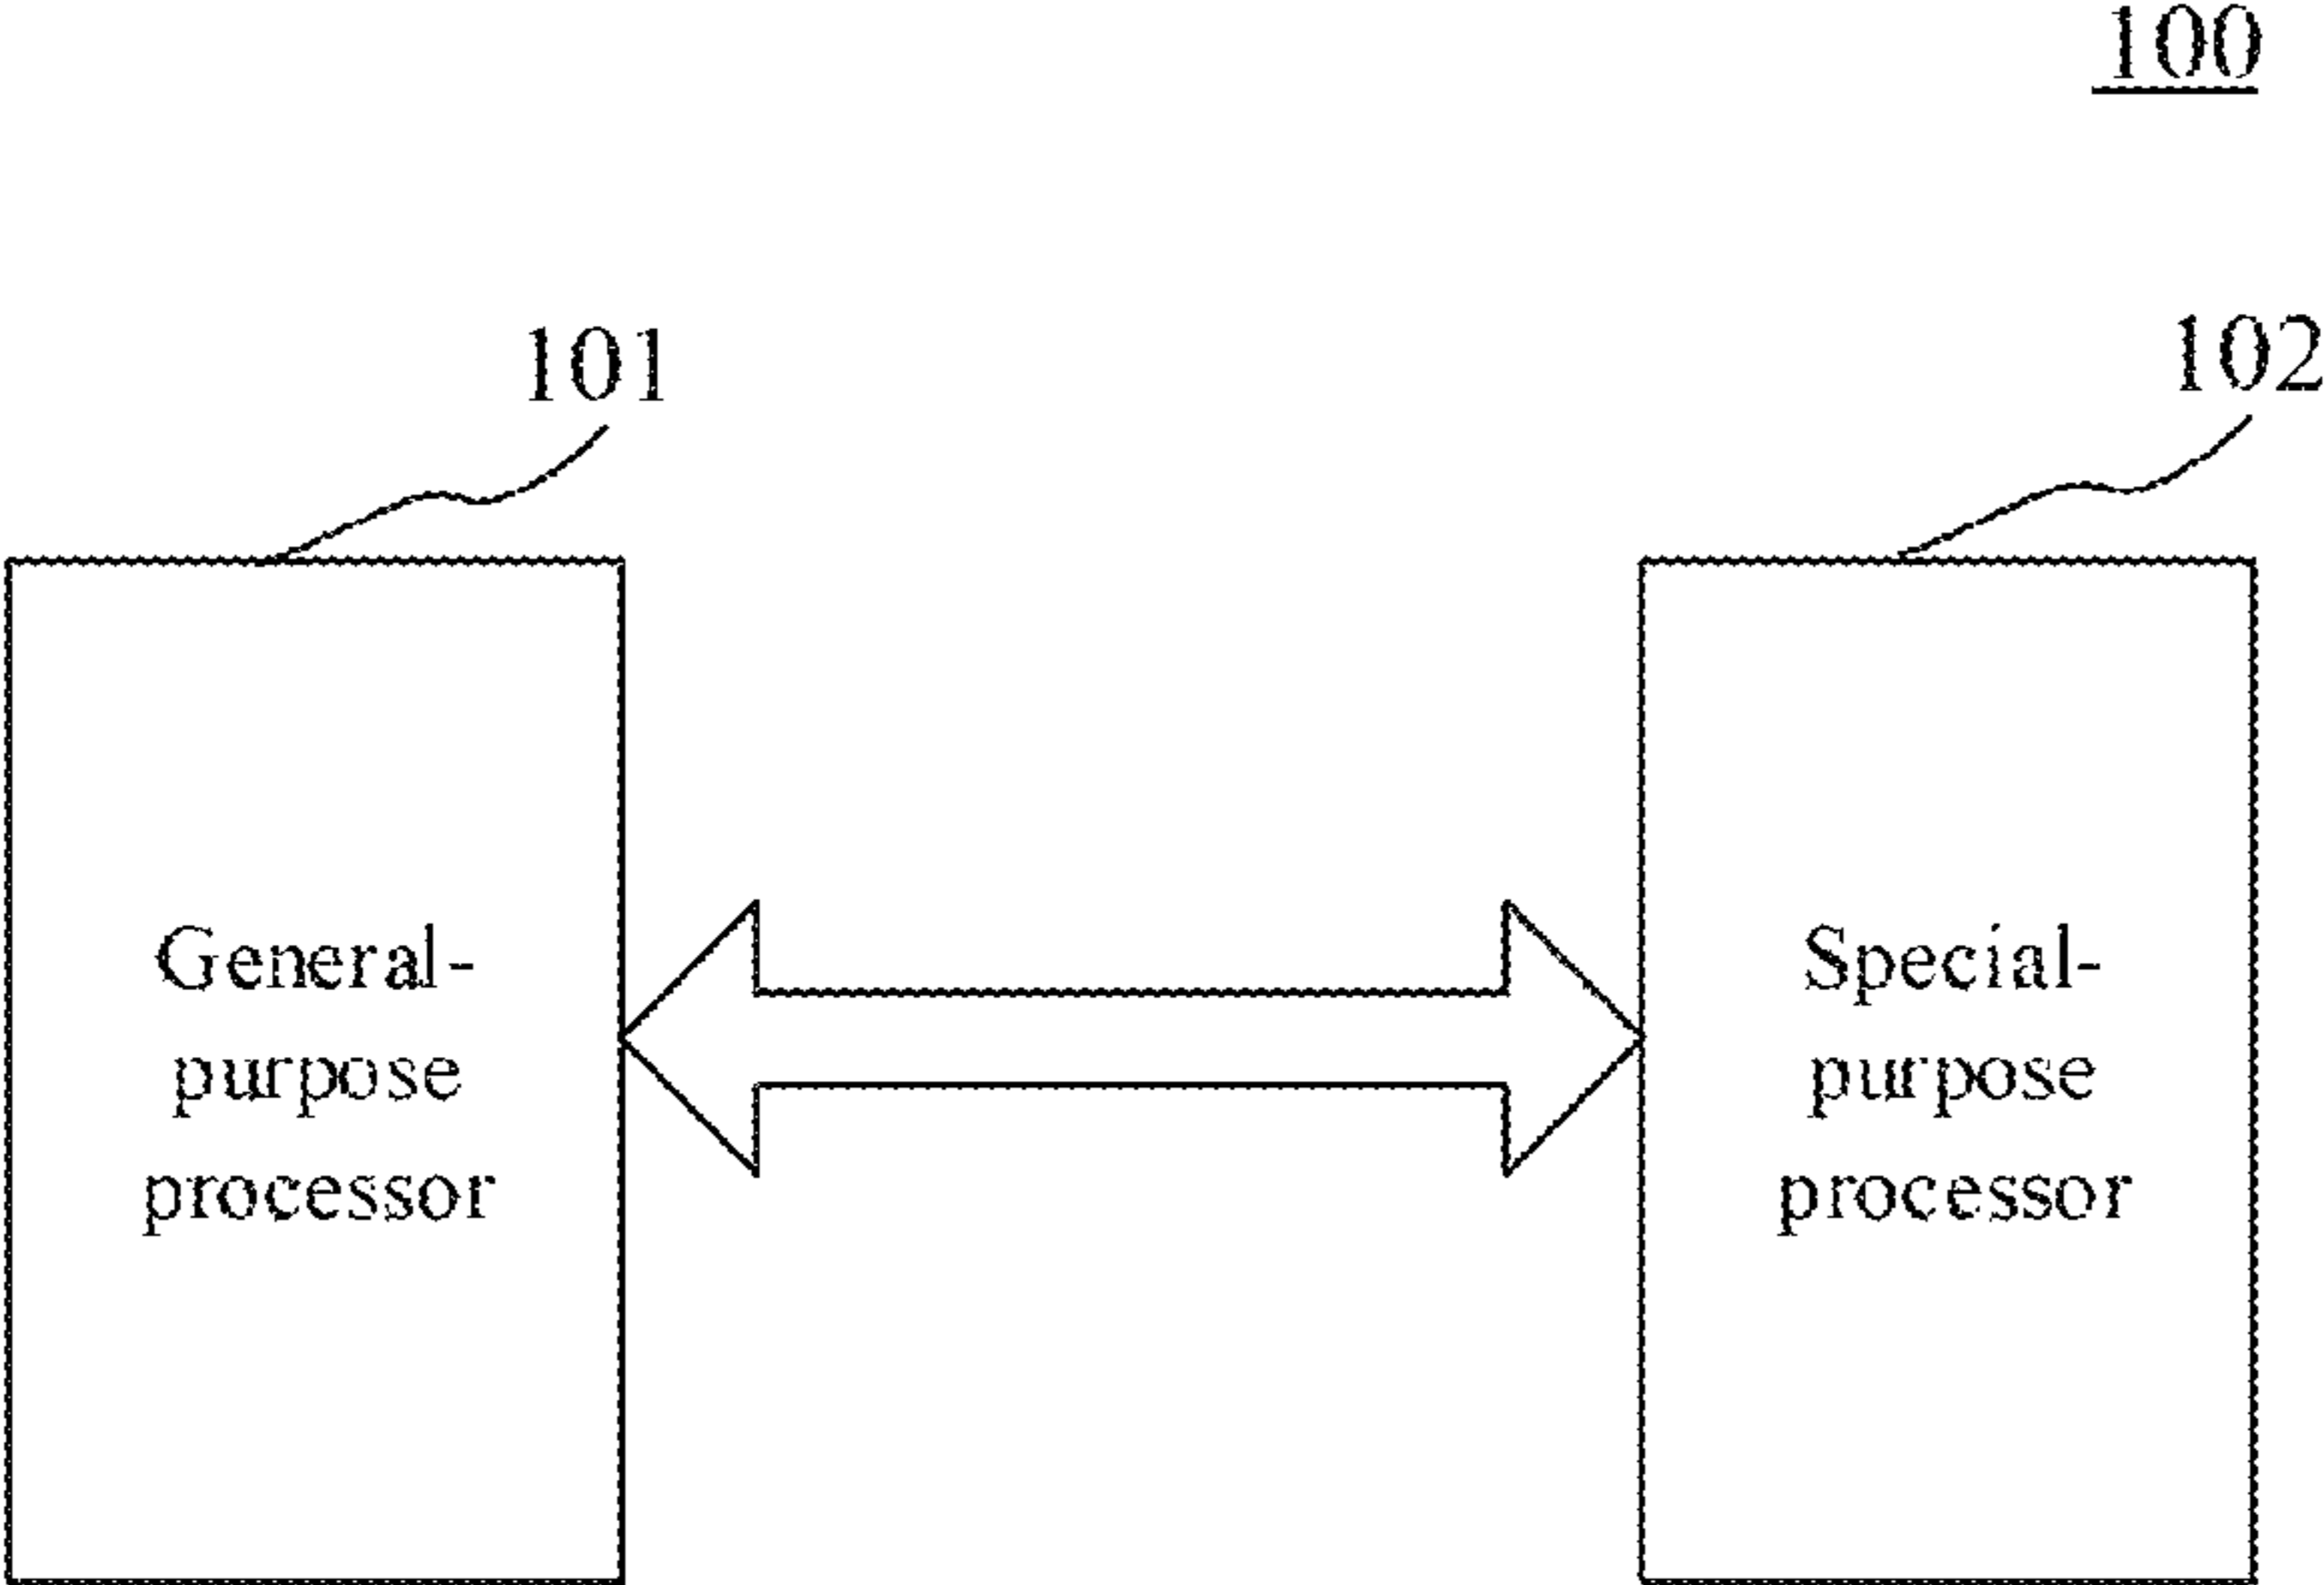 100
101
102
General-
purpose
processor
Special-
purpose
processor